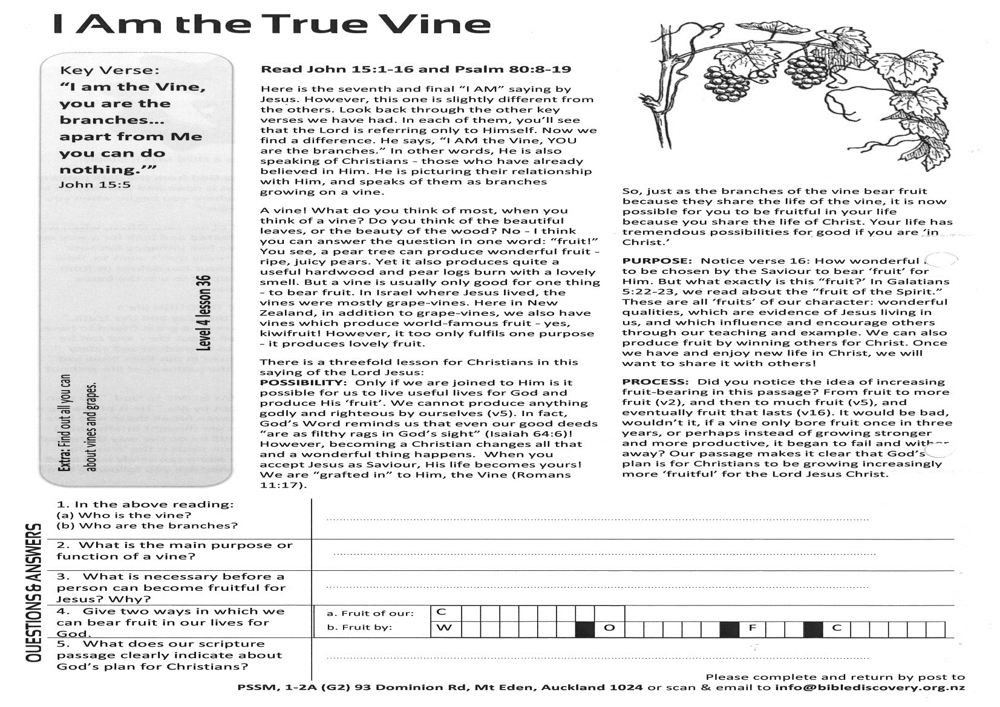 I Am the True Vine
Key Verse:
“I am the Vine,
you are the
branches...
apart from Me
you can do
nothing.’”
John 15:5
Level 4 lesson 36
Extra: Find out all you can
about vines and grapes.
Read John 15:1-16 and Psalm 80:8-19
Here is the seventh and final “I AM” saying by
Jesus. However, this one is slightly different from
the others. Look back through the other key
verses we have had. In each of them, you’ll see
that the Lord is referring only to Himself. Now we
find a difference. He says, “I AM the Vine, YOU
are the branches.” In other words, He is also
speaking of Christians - those who have already
believed in Him. He is picturing their relationship
with Him, and speaks of them as branches
growing on a vine.
A vine! What do you think of most, when you
think of a vine? Do you think of the beautiful
leaves, or the beauty of the wood? No - I think
you can answer the question in one word: “fruit!”
You see, a pear tree can produce wonderful fruit -
ripe, juicy pears. Yet it also produces quite a
useful hardwood and pear logs burn with a lovely
smell. But a vine is usually only good for one thing
- to bear fruit. In Israel where Jesus lived, the
vines were mostly grape-vines. Here in New
Zealand, in addition to grape-vines, we also have
vines which produce world-famous fruit - yes,
kiwifruit! However, it too only fulfils one purpose
- it produces lovely fruit.
There is a threefold lesson for Christians in this
saying of the Lord Jesus:
POSSIBILITY: Only if we are joined to Him is it
possible for us to live useful lives for God and
produce His ‘fruit’. We cannot produce anything
godly and righteous by ourselves (v5). In fact,
God’s Word reminds us that even our good deeds
“are as filthy rags in God’s sight” (Isaiah 64:6)!
However, becoming a Christian changes all that
and a wonderful thing happens. When you
accept Jesus as Saviour, His life becomes yours!
We are “grafted in” to Him, the Vine (Romans
11:17).
So, just as the branches of the vine bear fruit
because they share the life of the vine, it is now
possible for you to be fruitful in your life
because you share the life of Christ. Your life has
tremendous possibilities for good if you are ‘in
Christ.’
PURPOSE: Notice verse 16: How wonderful
to be chosen by the Saviour to bear ‘fruit’ for
Him. But what exactly is this “fruit?’ In Galatians
5:22-23, we read about the “fruit of the Spirit.”
These are all ‘fruits’ of our character: wonderful
qualities, which are evidence of Jesus living in
us, and which influence and encourage others
through our teaching and example. We can also
produce fruit by winning others for Christ. Once
we have and enjoy new life in Christ, we will
want to share it with others!
PROCESS: Did you notice the idea of increasing
fruit-bearing in this passage? From fruit to more
fruit (v2), and then to much fruit (v5), and
eventually fruit that lasts (v16). It would be bad,
wouldn’t it, if a vine only bore fruit once in three
years, or perhaps instead of growing stronger
and more productive, it began to fail and wither
away? Our passage makes it clear that God’s
plan is for Christians to be growing increasingly
more ‘fruitful’ for the Lord Jesus Christ.
QUESTIONS & ANSWERS
1. In the above reading:
(a) Who is the vine?
(b) Who are the branches?
2. What is the main purpose or
function of a vine?
3. What is necessary before a
person can become fruitful for
Jesus? Why?
4. Give two ways in which we
can bear fruit in our lives for
God.
a. Fruit of our: C
b. Fruit by: W O F C
5. What does our scripture
passage clearly indicate about
God’s plan for Christians?
Please complete and return by post to
PSSM, 1-2A (G2) 93 Dominion Rd, Mt Eden, Auckland 1024 or scan & email to info@biblediscovery.org.nz